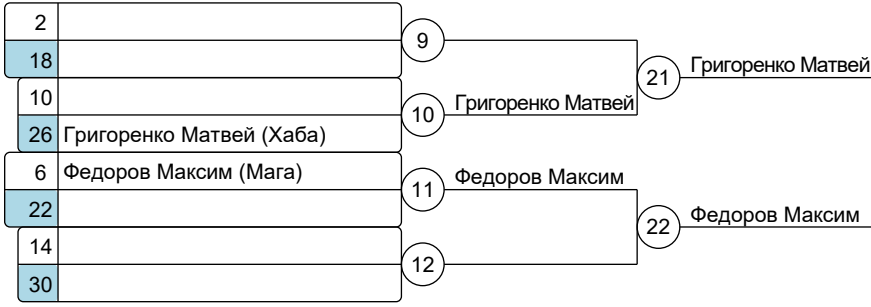 2
9
18
21 Григоренко Матвей
10
10 Григоренко Матвей
26 Григоренко Матвей (Хаба)
6 Федоров Максим (Мага)
11 Федоров Максим
22
22 Федоров Максим
14
12
30